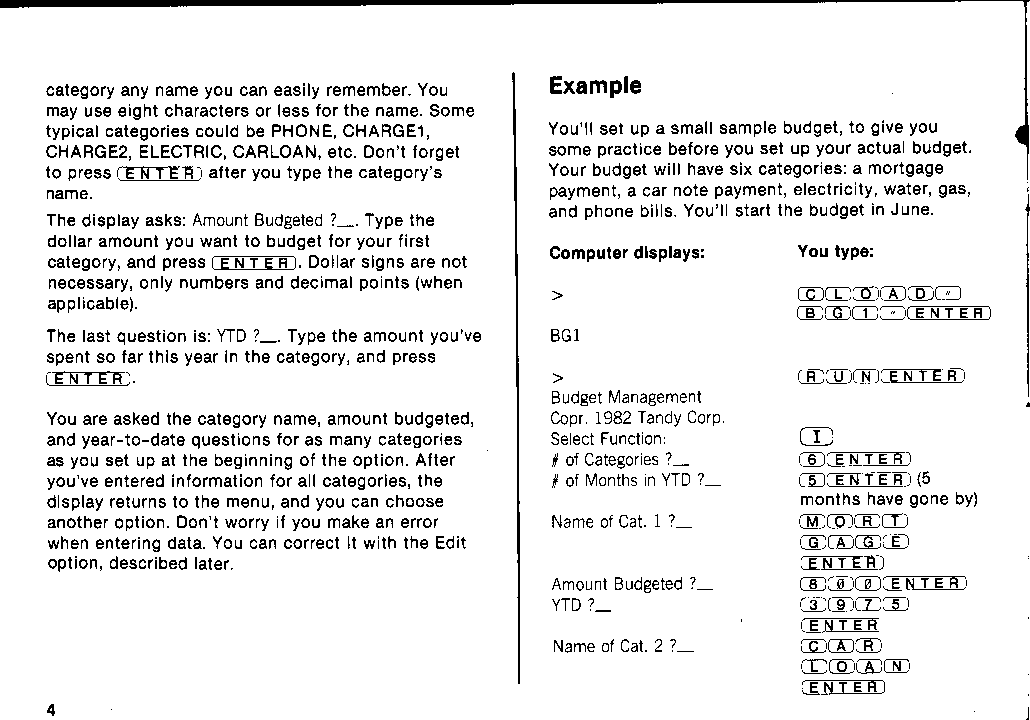 category any name you can easily remember. You
may use eight characters or less for the name. Some
typical categories could be PHONE, CHARGE1,
CHARGE2, ELECTRIC, CARLOAN, etc. Don't forget
to press ENTER after you type the category's
name.
The display asks: Amount Budgeted ?_. Type the
dollar amount you want to budget for your first
category, and press ENTER. Dollar signs are not
necessary, only numbers and decimal points (when
applicable).
The last question is: YTD ?_. Type the amount you've
spent so far this year in the category, and press
ENTER.
You are asked the category name, amount budgeted,
and year-to-date questions for as many categories
as you set up at the beginning of the option. After
you've entered information for all categories, the
display returns to the menu, and you can choose
another option. Don't worry if you make an error
when entering data. You can correct it with the Edit
option, described later.
4
Example
You'll set up a small sample budget, to give you
some practice before you set up your actual budget.
Your budget will have six categories: a mortgage
payment, a car note payment, electricity, water, gas,
and phone bills. You'll start the budget in June.
Computer displays: You type:
> CLOAD"
BG1" ENTER
BG1
> RUN ENTER
Budget Management
Copr. 1982 Tandy Corp.
Select Function: I
# of Categories ?_ 6 ENTER
# of Months in YTD ?_ 5 ENTER (5
months have gone by)
Name of Cat. 1 ?_ MORT
GAGE
ENTER
Amount Budgeted ?_ 800 ENTER
YTD ?_ 3975
ENTER
Name of Cat. 2 ?_ CAR
LOAN
ENTER